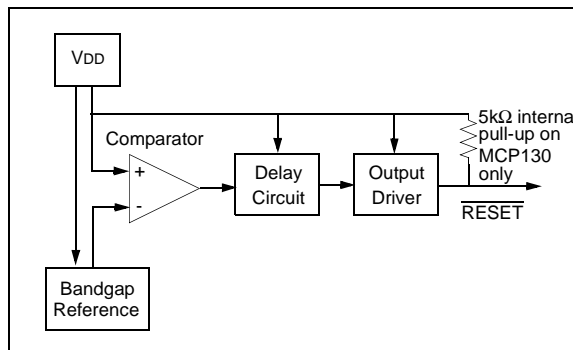 VDD
5kΩ interna
pull-up on
MCP130
only
Comparator
+
-
Delay
Circuit
Output
Driver
RESET
Bandgap
Reference